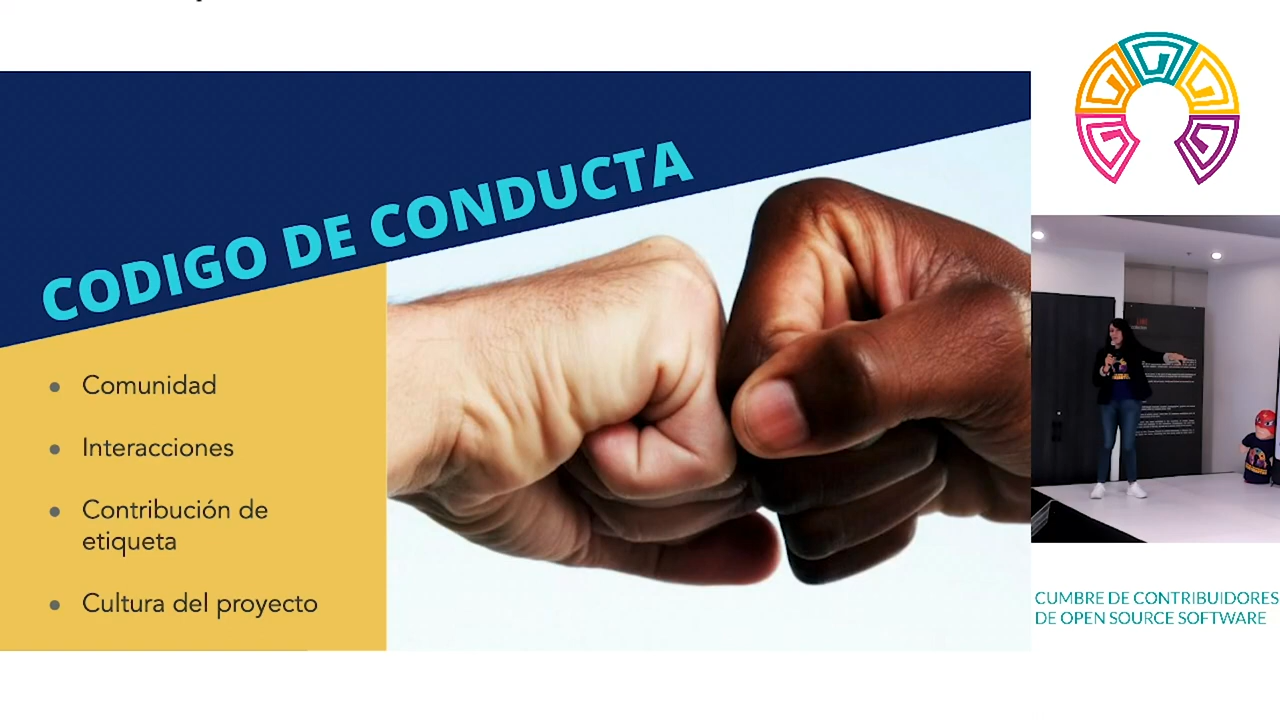 CODIGO DE CONDUCTA
Comunidad
Interacciones
Contribución de
etiqueta
Cultura del proyecto
CUMBRE DE CONTRIBUIDORES
DE OPEN SOURCE SOFTWARE